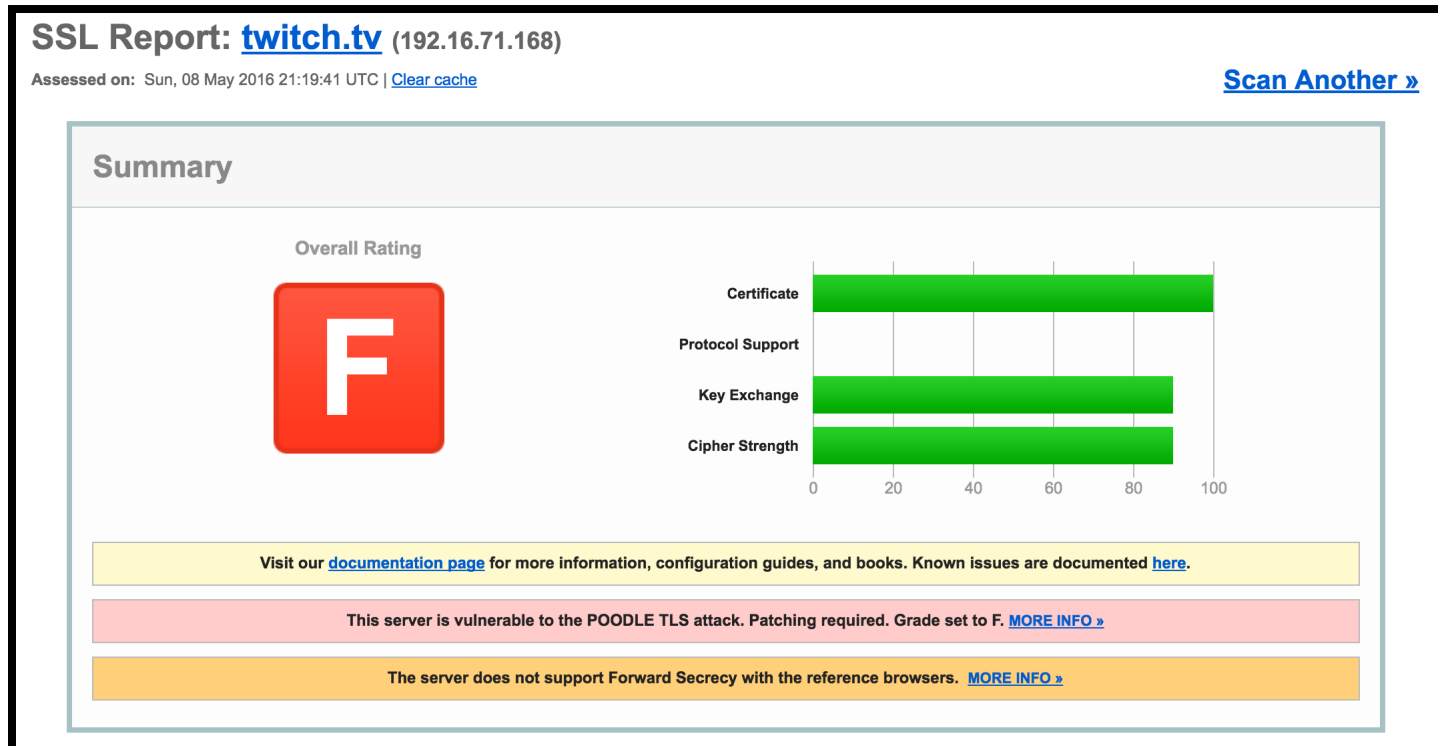 SSL Report: twitch.tv (192.16.71.168)
Assessed on: Sun, 08 May 2016 21:19:41 UTC | Clear cache
Scan Another »
Summary
Overall Rating
F
Certificate
Protocol Support
Key Exchange
Cipher Strength
0 20 40 60 80 100
Visit our documentation page for more information, configuration guides, and books. Known issues are documented here.
This server is vulnerable to the POODLE TLS attack. Patching required. Grade set to F. MORE INFO »
The server does not support Forward Secrecy with the reference browsers. MORE INFO »